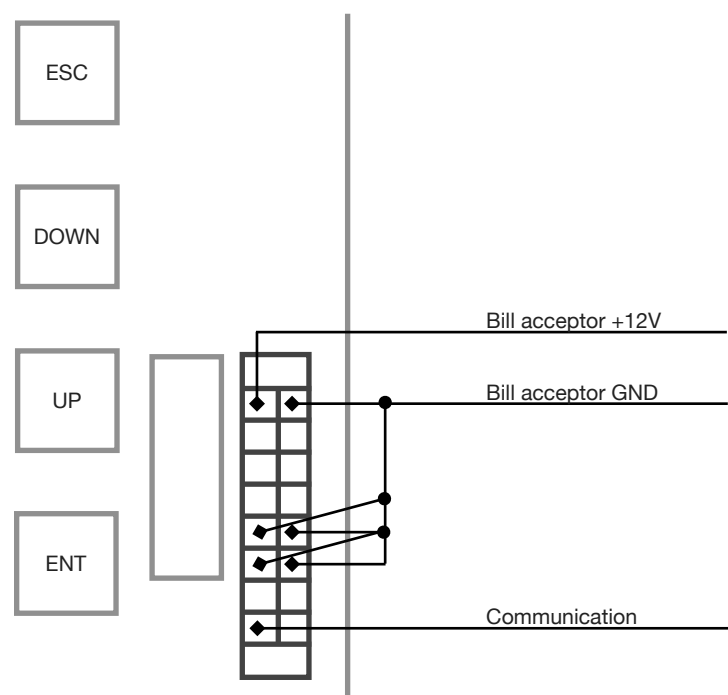 ESC
DOWN
Bill acceptor +12V
Bill acceptor GND
UP
ENT
Communication